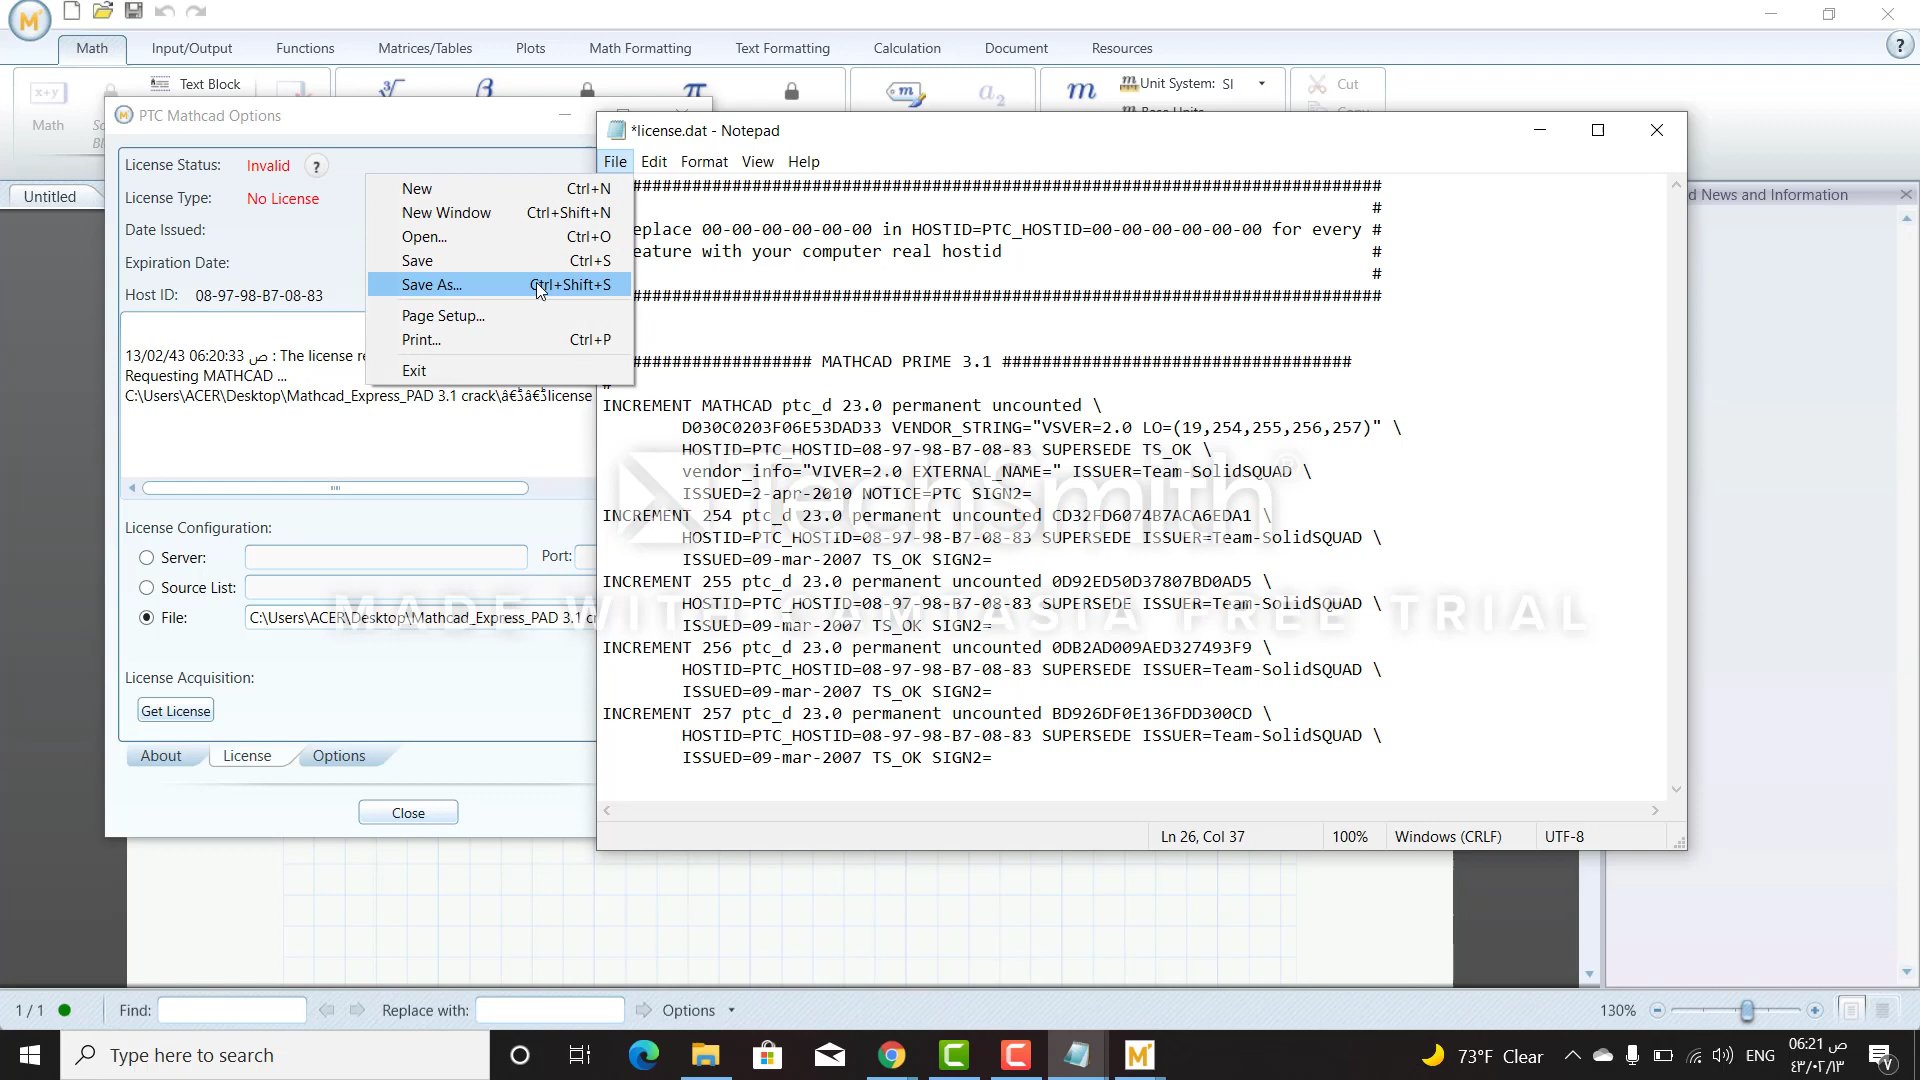 Math Input/Output Functions Matrices/Tables Plots Math Formatting Text Formatting Calculation Document Resources
Text Block
Math
Unit System: SI
Cut
PTC Mathcad Options
*license.dat - Notepad
File Edit Format View Help
License Status: Invalid ?
License Type: No License
Date Issued:
Expiration Date:
Host ID: 08-97-98-B7-08-83
New Ctrl+N
New Window Ctrl+Shift+N
Open... Ctrl+O
Save Ctrl+S
Save As... Ctrl+Shift+S
Page Setup... 
Print... Ctrl+P
Exit
Untitled
d News and Information
#
eplace 00-00-00-00-00-00 in HOSTID=PTC_HOSTID=00-00-00-00-00-00 for every #
eature with your computer real hostid #
#
################## MATHCAD PRIME 3.1 ###################################
#
INCREMENT MATHCAD ptc_d 23.0 permanent uncounted \
D030C0203F06E53DAD33 VENDOR_STRING="VSVER=2.0 LO=(19,254,255,256,257)" \
HOSTID=PTC_HOSTID=08-97-98-B7-08-83 SUPERSEDE TS_OK \
vendor_info="VIVER=2.0 EXTERNAL_NAME=" ISSUER=Team-SolidSQUAD \
ISSUED=2-apr-2010 NOTICE=PTC SIGN2=
INCREMENT 254 ptc_d 23.0 permanent uncounted CD32FD6074B7ACA6EDA1 \
HOSTID=PTC_HOSTID=08-97-98-B7-08-83 SUPERSEDE ISSUER=Team-SolidSQUAD \
ISSUED=09-mar-2007 TS_OK SIGN2=
INCREMENT 255 ptc_d 23.0 permanent uncounted 0D92ED50D37807BD0AD5 \
HOSTID=PTC_HOSTID=08-97-98-B7-08-83 SUPERSEDE ISSUER=Team-SolidSQUAD \
ISSUED=09-mar-2007 TS_OK SIGN2=
INCREMENT 256 ptc_d 23.0 permanent uncounted 0DB2AD009AED327493F9 \
HOSTID=PTC_HOSTID=08-97-98-B7-08-83 SUPERSEDE ISSUER=Team-SolidSQUAD \
ISSUED=09-mar-2007 TS_OK SIGN2=
INCREMENT 257 ptc_d 23.0 permanent uncounted BD926DF0E136FDD300CD \
HOSTID=PTC_HOSTID=08-97-98-B7-08-83 SUPERSEDE ISSUER=Team-SolidSQUAD \
ISSUED=09-mar-2007 TS_OK SIGN2=
13/02/43 06:20:33 ص : The license re
Requesting MATHCAD ...
C:\Users\ACER\Desktop\Mathcad_Express_PAD 3.1 crack\â€ڈâ€ڈlicense
License Configuration:
Server: Port:
Source List:
File: C:\Users\ACER\Desktop\Mathcad_Express_PAD 3.1 cr
License Acquisition:
Get License
About License Options
Close
TechSmith®
MADE WITH CAMTASIA FREE TRIAL
Ln 26, Col 37 100% Windows (CRLF) UTF-8
1 / 1 Find: Replace with: Options 130%
Type here to search
73°F Clear ENG 06:21 ص
٤٣/٠٢/١٣